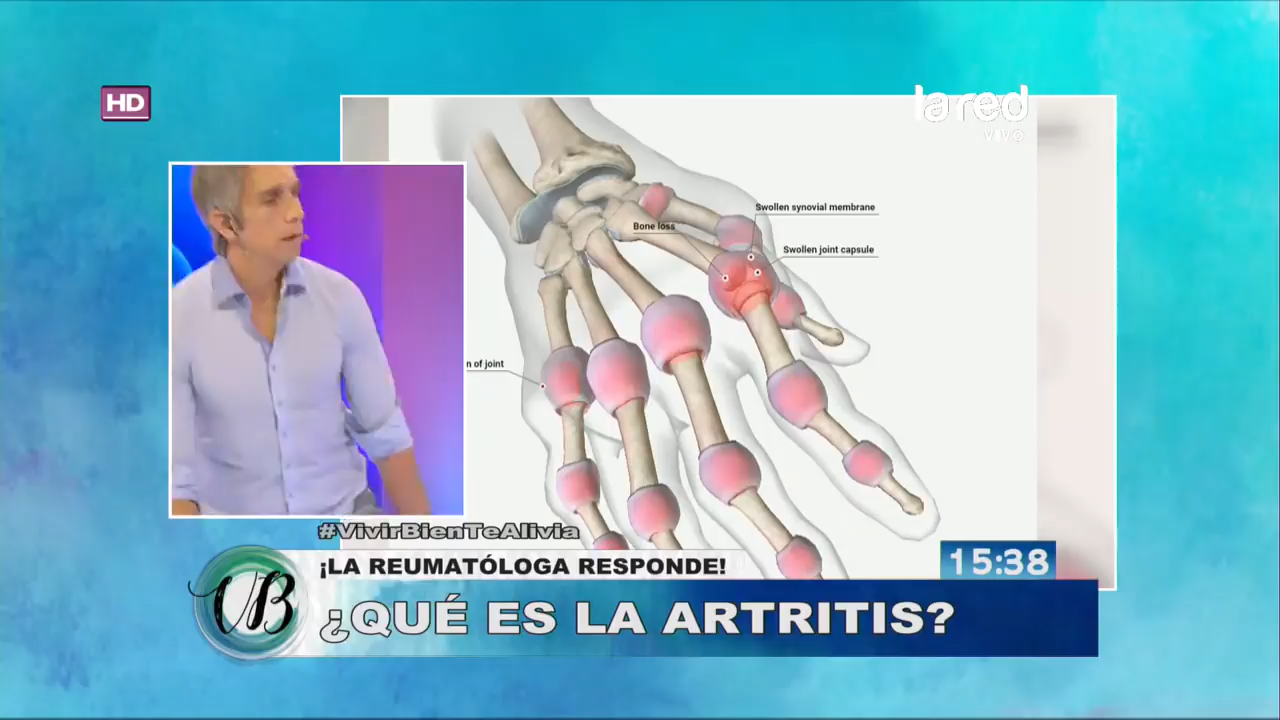 HD
lared
VIVO
Swollen synovial membrane
Bone loss
Swollen joint capsule
n of joint
#VivirBienTeAlivia
¡LA REUMATÓLOGA RESPONDE!
15:38
VB
¿QUÉ ES LA ARTRITIS?